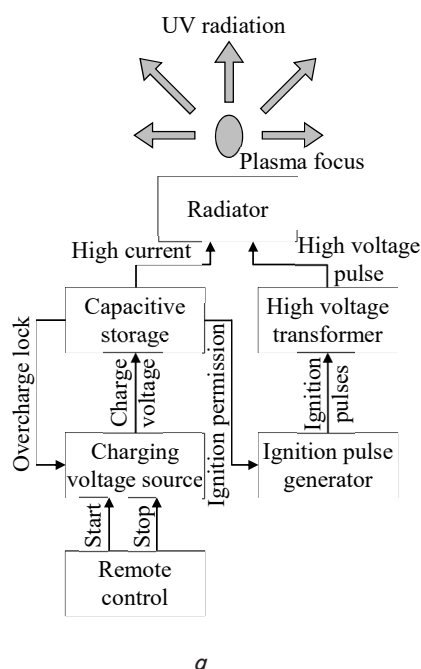 UV radiation
Plasma focus
Radiator
High current
High voltage
pulse
Capacitive
storage
High voltage
transformer
Overcharge lock
Charge
voltage
Ignition permission
Ignition
pulses
Charging
voltage source
Ignition pulse
generator
Start
Stop
Remote
control
a